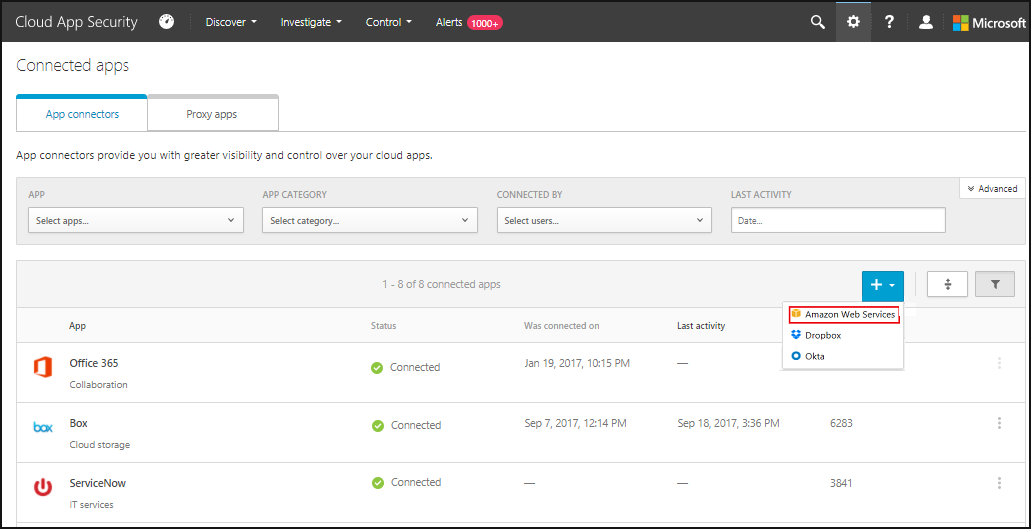 Cloud App Security Discover Investigate Control Alerts 1000+ ? Microsoft
Connected apps
App connectors Proxy apps
App connectors provide you with greater visibility and control over your cloud apps.
Advanced
APP APP CATEGORY CONNECTED BY LAST ACTIVITY
Select apps... Select category... Select users... Date...
1 - 8 of 8 connected apps +
Amazon Web Services
Dropbox
Okta
App Status Was connected on Last activity
Office 365 Connected Jan 19, 2017, 10:15 PM —
Collaboration
box Box Connected Sep 7, 2017, 12:14 PM Sep 18, 2017, 3:36 PM 6283
Cloud storage
ServiceNow Connected — — 3841
IT services